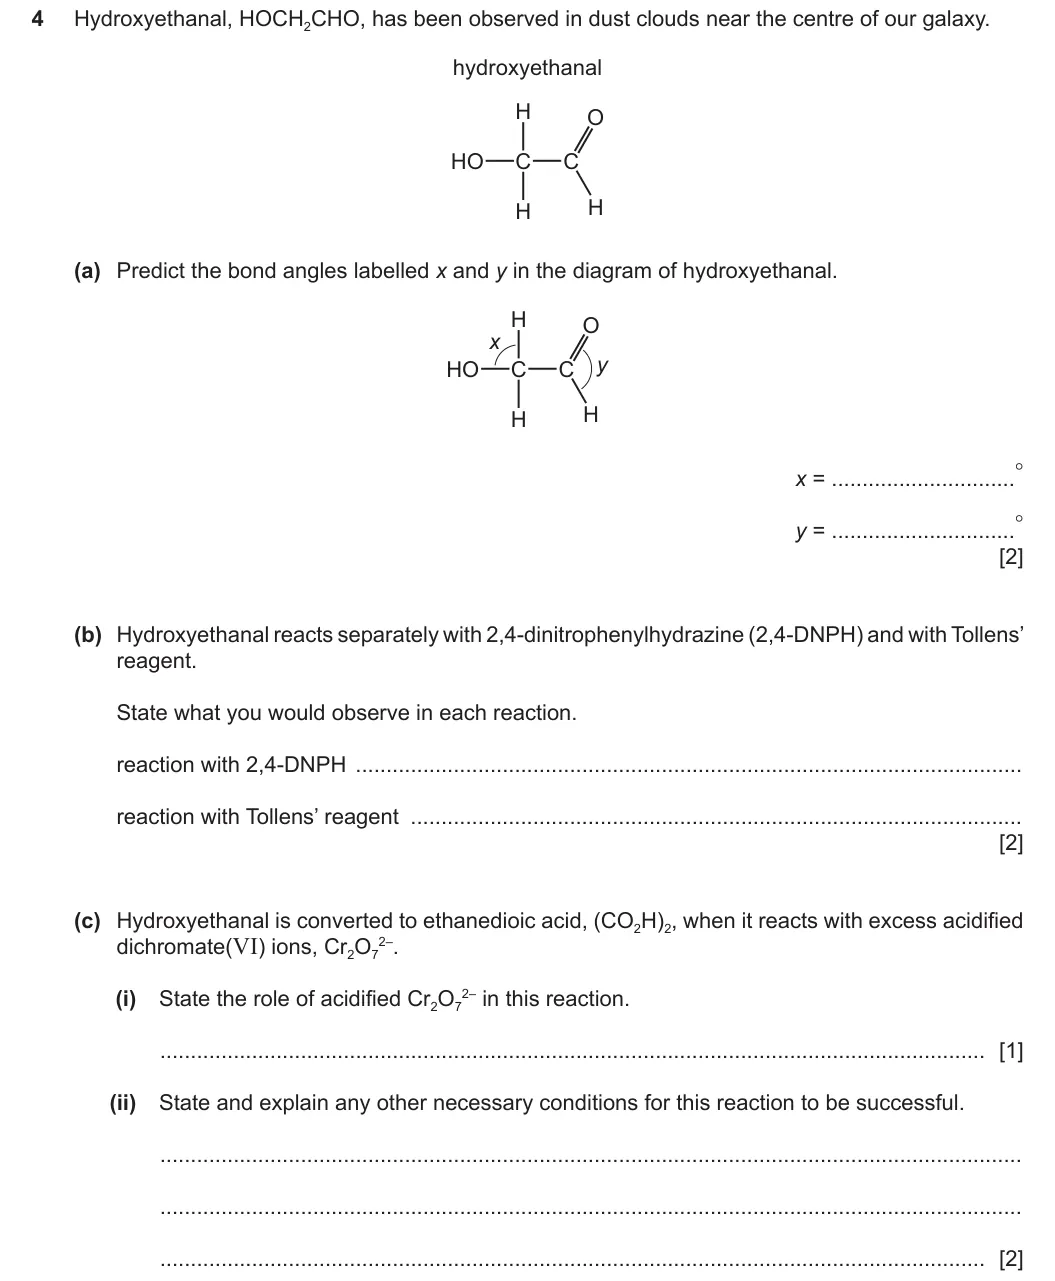 4 Hydroxyethanal, HOCH₂CHO, has been observed in dust clouds near the centre of our galaxy.
hydroxyethanal
H
O
HO C C
H
H
(a) Predict the bond angles labelled x and y in the diagram of hydroxyethanal.
H
O
x
HO C C y
H
H
x = ..............................°
y = ..............................°
[2]
(b) Hydroxyethanal reacts separately with 2,4-dinitrophenylhydrazine (2,4-DNPH) and with Tollens’
reagent.
State what you would observe in each reaction.
reaction with 2,4-DNPH ..............................................................................................................
reaction with Tollens’ reagent .....................................................................................................
[2]
(c) Hydroxyethanal is converted to ethanedioic acid, (CO₂H)₂, when it reacts with excess acidified
dichromate(VI) ions, Cr₂O₇²⁻.
(i) State the role of acidified Cr₂O₇²⁻ in this reaction.
....................................................................................................................................... [1]
(ii) State and explain any other necessary conditions for this reaction to be successful.
..............................................................................................................................................
..............................................................................................................................................
....................................................................................................................................... [2]